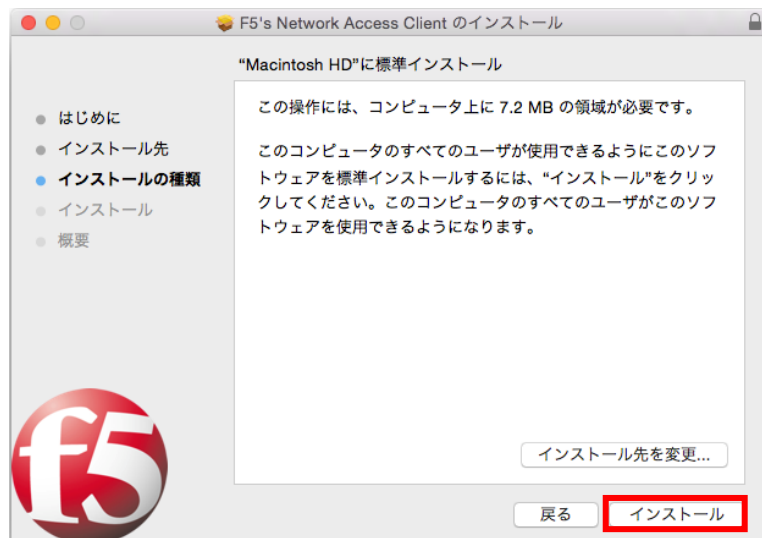 F5's Network Access Client のインストール
“Macintosh HD”に標準インストール
はじめに
インストール先
インストールの種類
インストール
概要
この操作には、コンピュータ上に 7.2 MB の領域が必要です。
このコンピュータのすべてのユーザが使用できるようにこのソフ
トウェアを標準インストールするには、“インストール”をクリッ
クしてください。このコンピュータのすべてのユーザがこのソフ
トウェアを使用できるようになります。
インストール先を変更...
f5
戻る
インストール